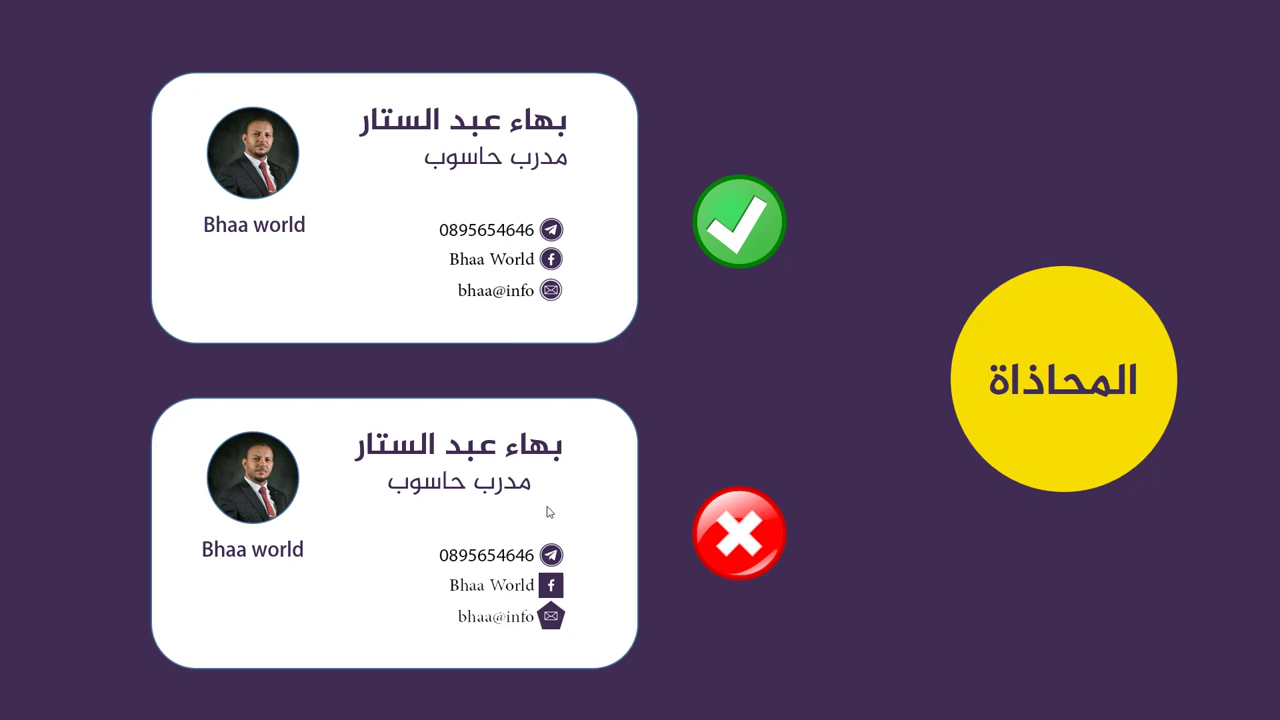 بهاء عبد الستار
مدرب حاسوب
Bhaa world
0895654646
Bhaa World
bhaa@info
المحاذاة
بهاء عبد الستار
مدرب حاسوب
Bhaa world
0895654646
Bhaa World
bhaa@info